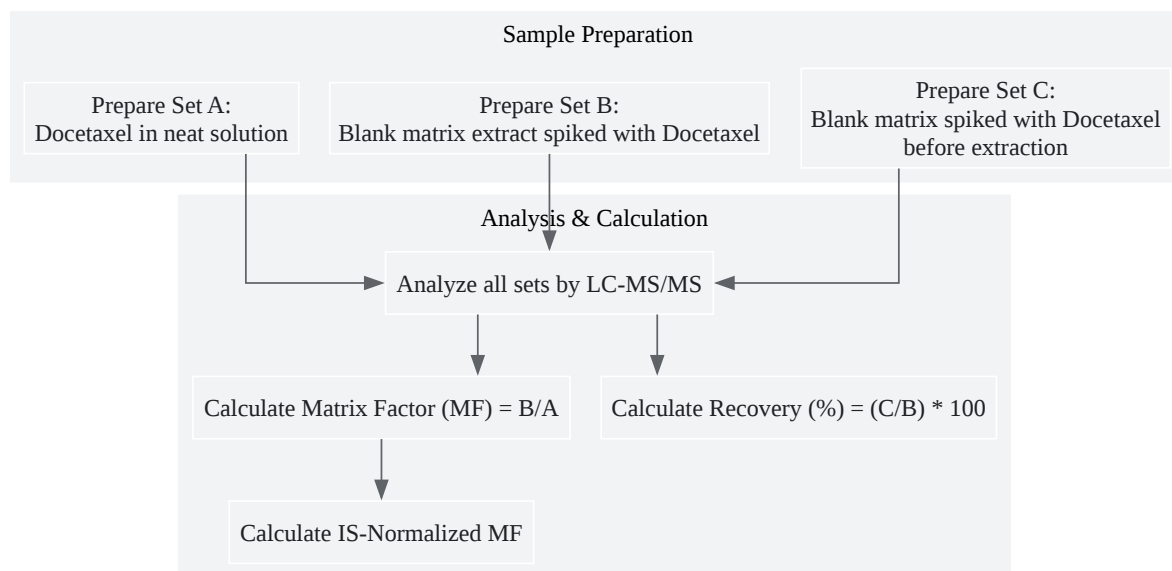 Sample Preparation
Prepare Set A:
Docetaxel in neat solution
Prepare Set B:
Blank matrix extract spiked with Docetaxel
Prepare Set C:
Blank matrix spiked with Docetaxel
before extraction
Analysis & Calculation
Analyze all sets by LC-MS/MS
Calculate Matrix Factor (MF) = B/A
Calculate Recovery (%) = (C/B) * 100
Calculate IS-Normalized MF